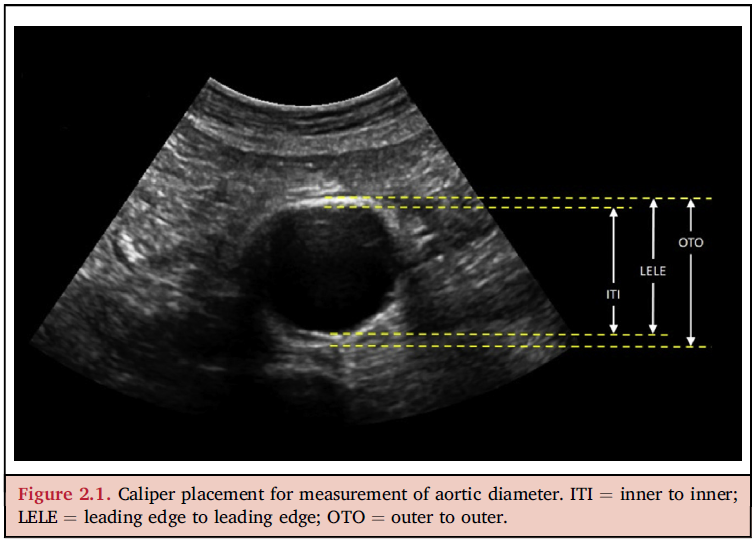 OTO
LELE
ITI
Figure 2.1. Caliper placement for measurement of aortic diameter. ITI = inner to inner;
LELE = leading edge to leading edge; OTO = outer to outer.